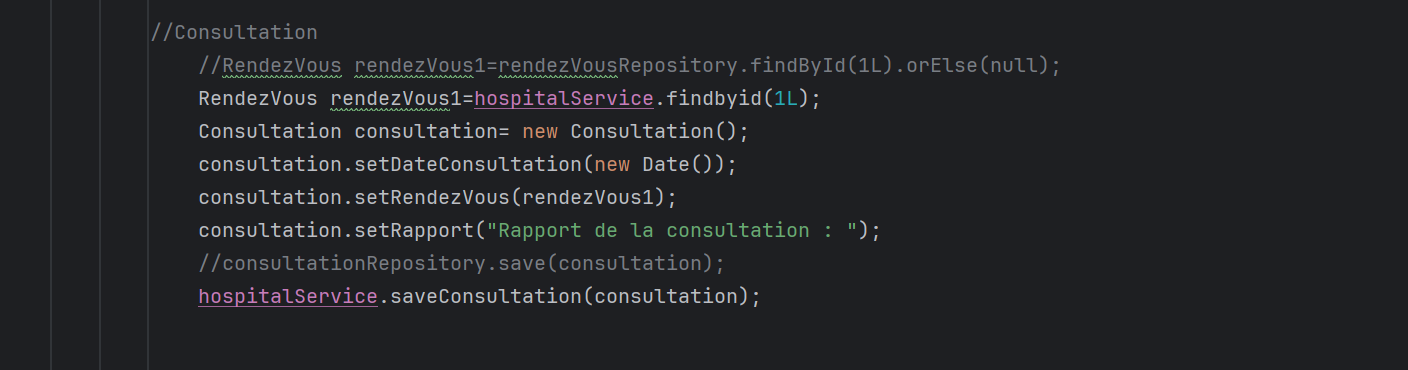 //Consultation
//RendezVous rendezVous1=rendezVousRepository.findById(1L).orElse(null);
RendezVous rendezVous1=hospitalService.findbyid(1L);
Consultation consultation= new Consultation();
consultation.setDateConsultation(new Date());
consultation.setRendezVous(rendezVous1);
consultation.setRapport("Rapport de la consultation : ");
//consultationRepository.save(consultation);
hospitalService.saveConsultation(consultation);